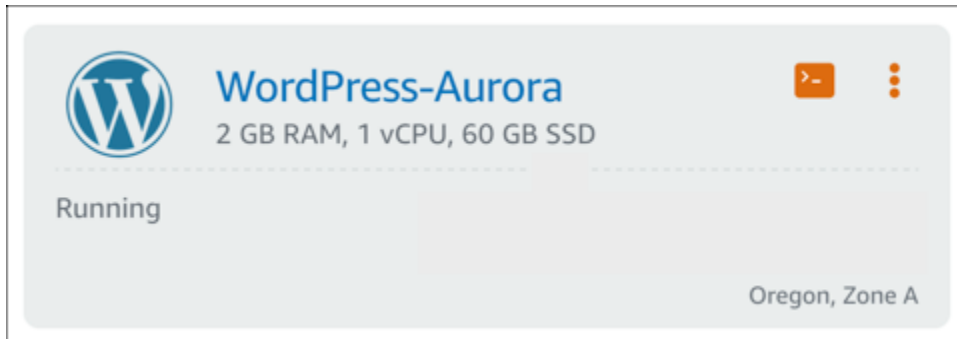 WordPress-Aurora
2 GB RAM, 1 vCPU, 60 GB SSD
Running
Oregon, Zone A